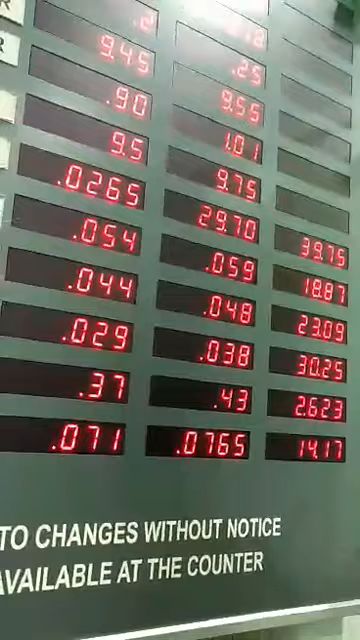 .2 .25
9.45 9.55
.90 1.01
9.5 9.75
.0265 29.70 39.75
.054 .059 18.87
.044 .048 23.09
.029 .038 30.25
.37 .43 2.623
.071 .0765 14.17
TO CHANGES WITHOUT NOTICE
AVAILABLE AT THE COUNTER